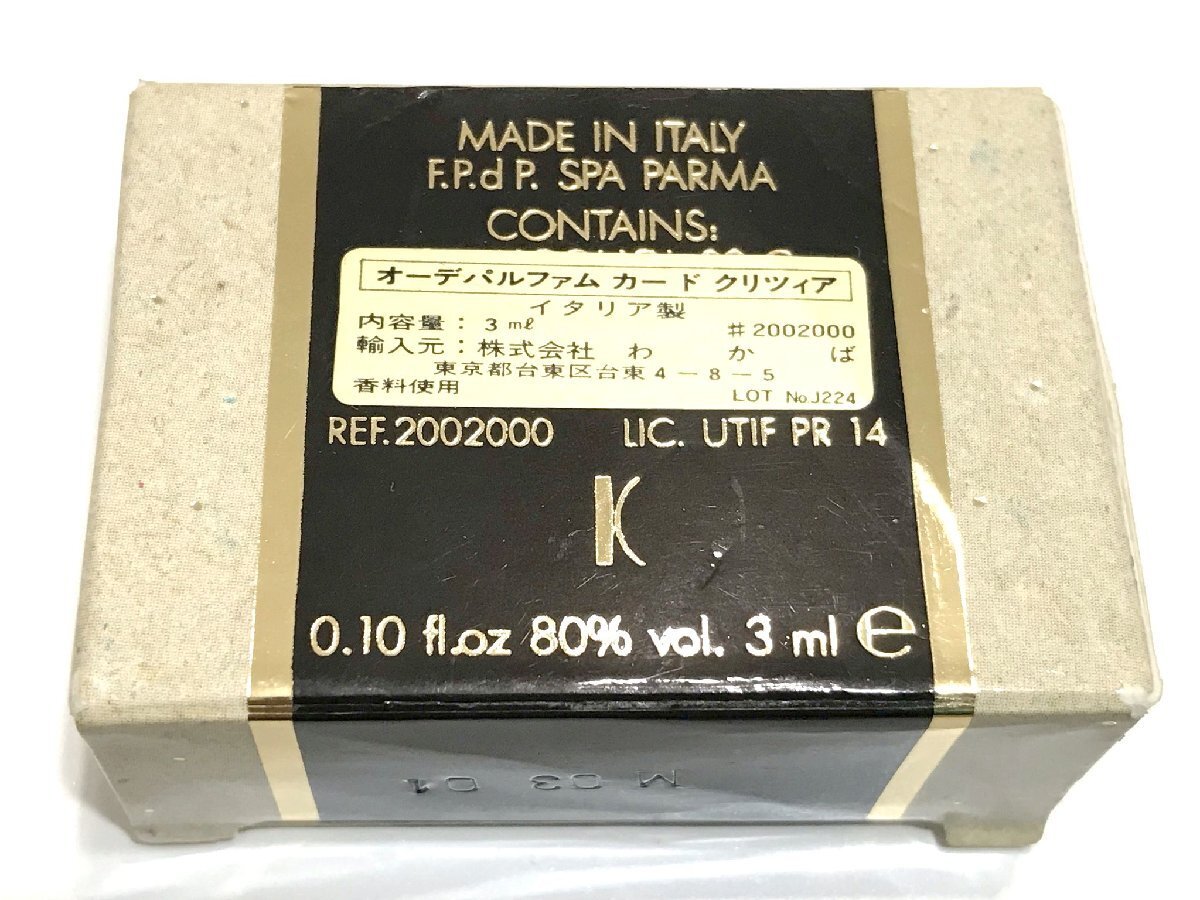 MADE IN ITALY
F.P.d P. SPA PARMA
CONTAINS:
オーデパルファム カード クリツィア
イタリア製
内容量: 3㎖ #2002000
輸入元:株式会社 わかば
東京都台東区台東4-8-5
香料使用 LOT No.J224
REF.2002000 LIC. UTIF PR 14
K
0.10 fl.oz 80% vol. 3 ml e
M 03 04